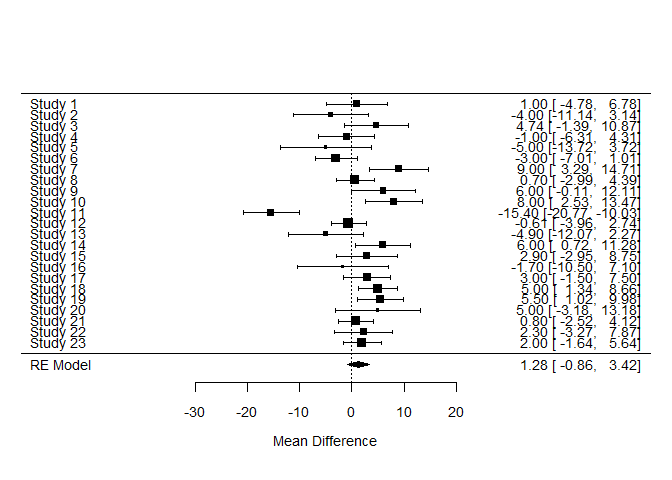 Study 1 1.00 [ -4.78, 6.78]
Study 2 -4.00 [-11.14, 3.14]
Study 3 4.74 [ -1.39, 10.87]
Study 4 -1.00 [ -6.31, 4.31]
Study 5 -5.00 [-13.72, 3.72]
Study 6 -3.00 [ -7.01, 1.01]
Study 7 9.00 [ 3.29, 14.71]
Study 8 0.70 [ -2.99, 4.39]
Study 9 6.00 [ -0.11, 12.11]
Study 10 8.00 [ 2.53, 13.47]
Study 11 -15.40 [-20.77, -10.03]
Study 12 -0.61 [ -3.96, 2.74]
Study 13 -4.90 [-12.07, 2.27]
Study 14 6.00 [ 0.72, 11.28]
Study 15 2.90 [ -2.95, 8.75]
Study 16 -1.70 [-10.50, 7.10]
Study 17 3.00 [ -1.50, 7.50]
Study 18 5.00 [ 1.34, 8.66]
Study 19 5.50 [ 1.02, 9.98]
Study 20 5.00 [ -3.18, 13.18]
Study 21 0.80 [ -2.52, 4.12]
Study 22 2.30 [ -3.27, 7.87]
Study 23 2.00 [ -1.64, 5.64]
RE Model 1.28 [ -0.86, 3.42]
-30 -20 -10 0 10 20
Mean Difference